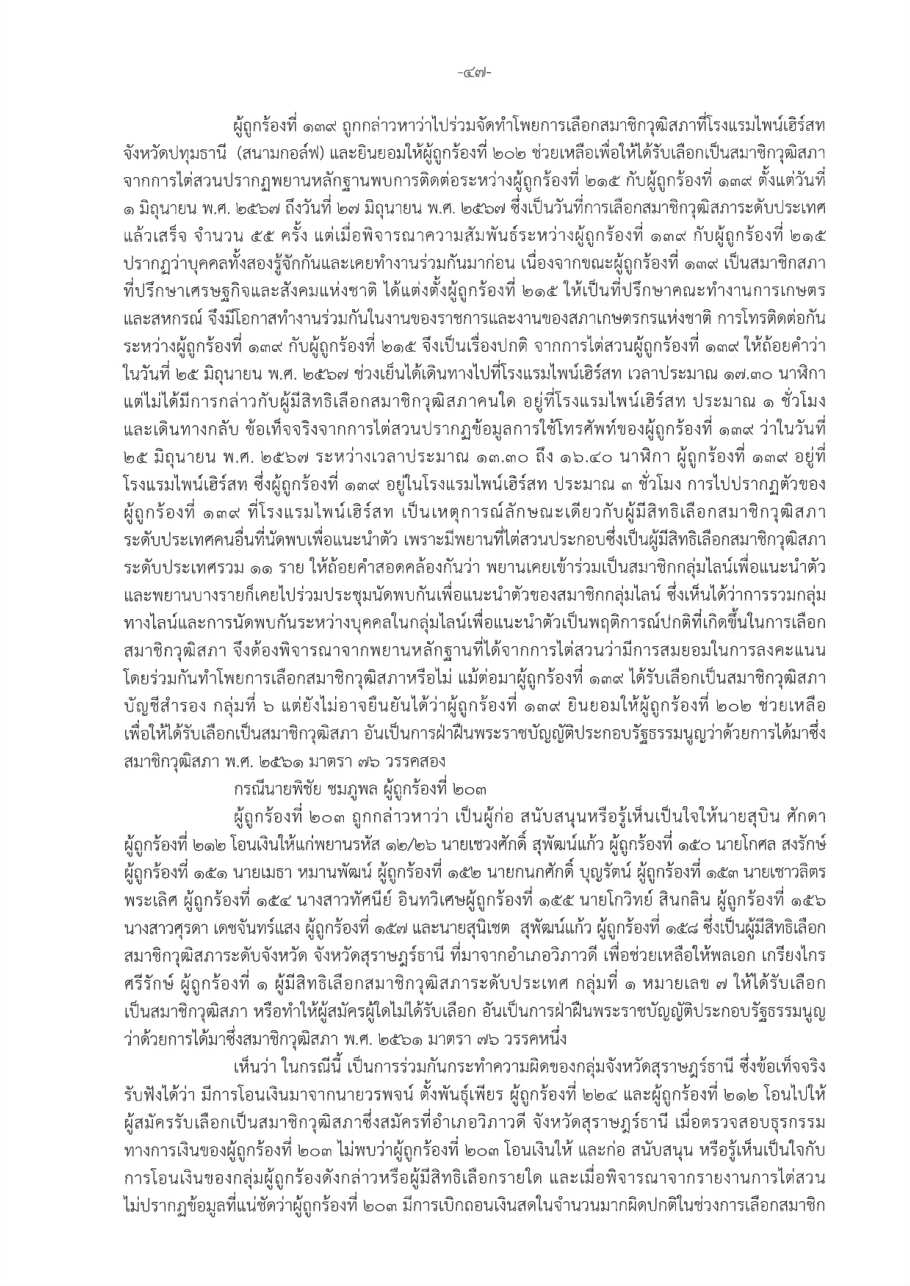 -๔๗-
ผู้ถูกร้องที่ ๑๓๙ ถูกกล่าวหาว่าไปร่วมจัดทำโพยการเลือกสมาชิกวุฒิสภาที่โรงแรมไพน์เฮิร์สท
จังหวัดปทุมธานี (สนามกอล์ฟ) และยินยอมให้ผู้ถูกร้องที่ ๒๐๒ ช่วยเหลือเพื่อให้ได้รับเลือกเป็นสมาชิกวุฒิสภา
จากการไต่สวนปรากฏพยานหลักฐานพบการติดต่อระหว่างผู้ถูกร้องที่ ๒๑๕ กับผู้ถูกร้องที่ ๑๓๙ ตั้งแต่วันที่
๑ มิถุนายน พ.ศ. ๒๕๖๗ ถึงวันที่ ๒๗ มิถุนายน พ.ศ. ๒๕๖๗ ซึ่งเป็นวันที่การเลือกสมาชิกวุฒิสภาระดับประเทศ
แล้วเสร็จ จำนวน ๕๕ ครั้ง แต่เมื่อพิจารณาความสัมพันธ์ระหว่างผู้ถูกร้องที่ ๑๓๙ กับผู้ถูกร้องที่ ๒๑๕
ปรากฏว่าบุคคลทั้งสองรู้จักกันและเคยทำงานร่วมกันมาก่อน เนื่องจากขณะผู้ถูกร้องที่ ๑๓๙ เป็นสมาชิกสภา
ที่ปรึกษาเศรษฐกิจและสังคมแห่งชาติ ได้แต่งตั้งผู้ถูกร้องที่ ๒๑๕ ให้เป็นที่ปรึกษาคณะทำงานการเกษตร
และสหกรณ์ จึงมีโอกาสทำงานร่วมกันในงานของราชการและงานของสภาเกษตรกรแห่งชาติ การโทรติดต่อกัน
ระหว่างผู้ถูกร้องที่ ๑๓๙ กับผู้ถูกร้องที่ ๒๑๕ จึงเป็นเรื่องปกติ จากการไต่สวนผู้ถูกร้องที่ ๑๓๙ ให้ถ้อยคำว่า
ในวันที่ ๒๕ มิถุนายน พ.ศ. ๒๕๖๗ ช่วงเย็นได้เดินทางไปที่โรงแรมไพน์เฮิร์สท เวลาประมาณ ๑๗.๓๐ นาฬิกา
แต่ไม่ได้มีการกล่าวกับผู้มีสิทธิเลือกสมาชิกวุฒิสภาคนใด อยู่ที่โรงแรมไพน์เฮิร์สท ประมาณ ๑ ชั่วโมง
และเดินทางกลับ ข้อเท็จจริงจากการไต่สวนปรากฏข้อมูลการใช้โทรศัพท์ของผู้ถูกร้องที่ ๑๓๙ ว่าในวันที่
๒๕ มิถุนายน พ.ศ. ๒๕๖๗ ระหว่างเวลาประมาณ ๑๓.๓๐ ถึง ๑๖.๔๐ นาฬิกา ผู้ถูกร้องที่ ๑๓๙ อยู่ที่
โรงแรมไพน์เฮิร์สท ซึ่งผู้ถูกร้องที่ ๑๓๙ อยู่ในโรงแรมไพน์เฮิร์สท ประมาณ ๓ ชั่วโมง การไปปรากฏตัวของ
ผู้ถูกร้องที่ ๑๓๙ ที่โรงแรมไพน์เฮิร์สท เป็นเหตุการณ์ลักษณะเดียวกับผู้มีสิทธิเลือกสมาชิกวุฒิสภา
ระดับประเทศคนอื่นที่นัดพบเพื่อแนะนำตัว เพราะมีพยานที่ไต่สวนประกอบซึ่งเป็นผู้มีสิทธิเลือกสมาชิกวุฒิสภา
ระดับประเทศรวม ๑๑ ราย ให้ถ้อยคำสอดคล้องกันว่า พยานเคยเข้าร่วมเป็นสมาชิกกลุ่มไลน์เพื่อแนะนำตัว
และพยานบางรายก็เคยไปร่วมประชุมนัดพบกันเพื่อแนะนำตัวของสมาชิกกลุ่มไลน์ ซึ่งเห็นได้ว่าการรวมกลุ่ม
ทางไลน์และการนัดพบกันระหว่างบุคคลในกลุ่มไลน์เพื่อแนะนำตัวเป็นพฤติการณ์ปกติที่เกิดขึ้นในการเลือก
สมาชิกวุฒิสภา จึงต้องพิจารณาจากพยานหลักฐานที่ได้จากการไต่สวนว่ามีการสมยอมในการลงคะแนน
โดยร่วมกันทำโพยการเลือกสมาชิกวุฒิสภาหรือไม่ แม้ต่อมาผู้ถูกร้องที่ ๑๓๙ ได้รับเลือกเป็นสมาชิกวุฒิสภา
บัญชีสำรอง กลุ่มที่ ๖ แต่ยังไม่อาจยืนยันได้ว่าผู้ถูกร้องที่ ๑๓๙ ยินยอมให้ผู้ถูกร้องที่ ๒๐๒ ช่วยเหลือ
เพื่อให้ได้รับเลือกเป็นสมาชิกวุฒิสภา อันเป็นการฝ่าฝืนพระราชบัญญัติประกอบรัฐธรรมนูญว่าด้วยการได้มาซึ่ง
สมาชิกวุฒิสภา พ.ศ. ๒๕๖๑ มาตรา ๗๖ วรรคสอง
กรณีนายพิชัย ชมภูพล ผู้ถูกร้องที่ ๒๐๓
ผู้ถูกร้องที่ ๒๐๓ ถูกกล่าวหาว่า เป็นผู้ก่อ สนับสนุนหรือรู้เห็นเป็นใจให้นายสุบิน ศักดา
ผู้ถูกร้องที่ ๒๑๒ โอนเงินให้แก่พยานรหัส ๑๒/๒๖ นายเชวงศักดิ์ สุพัฒน์แก้ว ผู้ถูกร้องที่ ๑๕๐ นายโกศล สงรักษ์
ผู้ถูกร้องที่ ๑๕๑ นายเมธา หมานพัฒน์ ผู้ถูกร้องที่ ๑๕๒ นายกนกศักดิ์ บุญรัตน์ ผู้ถูกร้องที่ ๑๕๓ นายเชาวลิตร
พระเลิศ ผู้ถูกร้องที่ ๑๕๔ นางสาวทัศนีย์ อินทวิเศษผู้ถูกร้องที่ ๑๕๕ นายโกวิทย์ สินกลิน ผู้ถูกร้องที่ ๑๕๖
นางสาวศุรดา เดชจันทร์แสง ผู้ถูกร้องที่ ๑๕๗ และนายสุนิเชต สุพัฒน์แก้ว ผู้ถูกร้องที่ ๑๕๘ ซึ่งเป็นผู้มีสิทธิเลือก
สมาชิกวุฒิสภาระดับจังหวัด จังหวัดสุราษฎร์ธานี ที่มาจากอำเภอวิภาวดี เพื่อช่วยเหลือให้พลเอก เกรียงไกร
ศรีรักษ์ ผู้ถูกร้องที่ ๑ ผู้มีสิทธิเลือกสมาชิกวุฒิสภาระดับประเทศ กลุ่มที่ ๑ หมายเลข ๗ ให้ได้รับเลือก
เป็นสมาชิกวุฒิสภา หรือทำให้ผู้สมัครผู้ใดไม่ได้รับเลือก อันเป็นการฝ่าฝืนพระราชบัญญัติประกอบรัฐธรรมนูญ
ว่าด้วยการได้มาซึ่งสมาชิกวุฒิสภา พ.ศ. ๒๕๖๑ มาตรา ๗๖ วรรคหนึ่ง
เห็นว่า ในกรณีนี้ เป็นการร่วมกันกระทำความผิดของกลุ่มจังหวัดสุราษฎร์ธานี ซึ่งข้อเท็จจริง
รับฟังได้ว่า มีการโอนเงินมาจากนายวรพจน์ ตั้งพันธุ์เพียร ผู้ถูกร้องที่ ๒๒๔ และผู้ถูกร้องที่ ๒๑๒ โอนไปให้
ผู้สมัครรับเลือกเป็นสมาชิกวุฒิสภาซึ่งสมัครที่อำเภอวิภาวดี จังหวัดสุราษฎร์ธานี เมื่อตรวจสอบธุรกรรม
ทางการเงินของผู้ถูกร้องที่ ๒๐๓ ไม่พบว่าผู้ถูกร้องที่ ๒๐๓ โอนเงินให้ และก่อ สนับสนุน หรือรู้เห็นเป็นใจกับ
การโอนเงินของกลุ่มผู้ถูกร้องดังกล่าวหรือผู้มีสิทธิเลือกรายใด และเมื่อพิจารณาจากรายงานการไต่สวน
ไม่ปรากฏข้อมูลที่แน่ชัดว่าผู้ถูกร้องที่ ๒๐๓ มีการเบิกถอนเงินสดในจำนวนมากผิดปกติในช่วงการเลือกสมาชิก